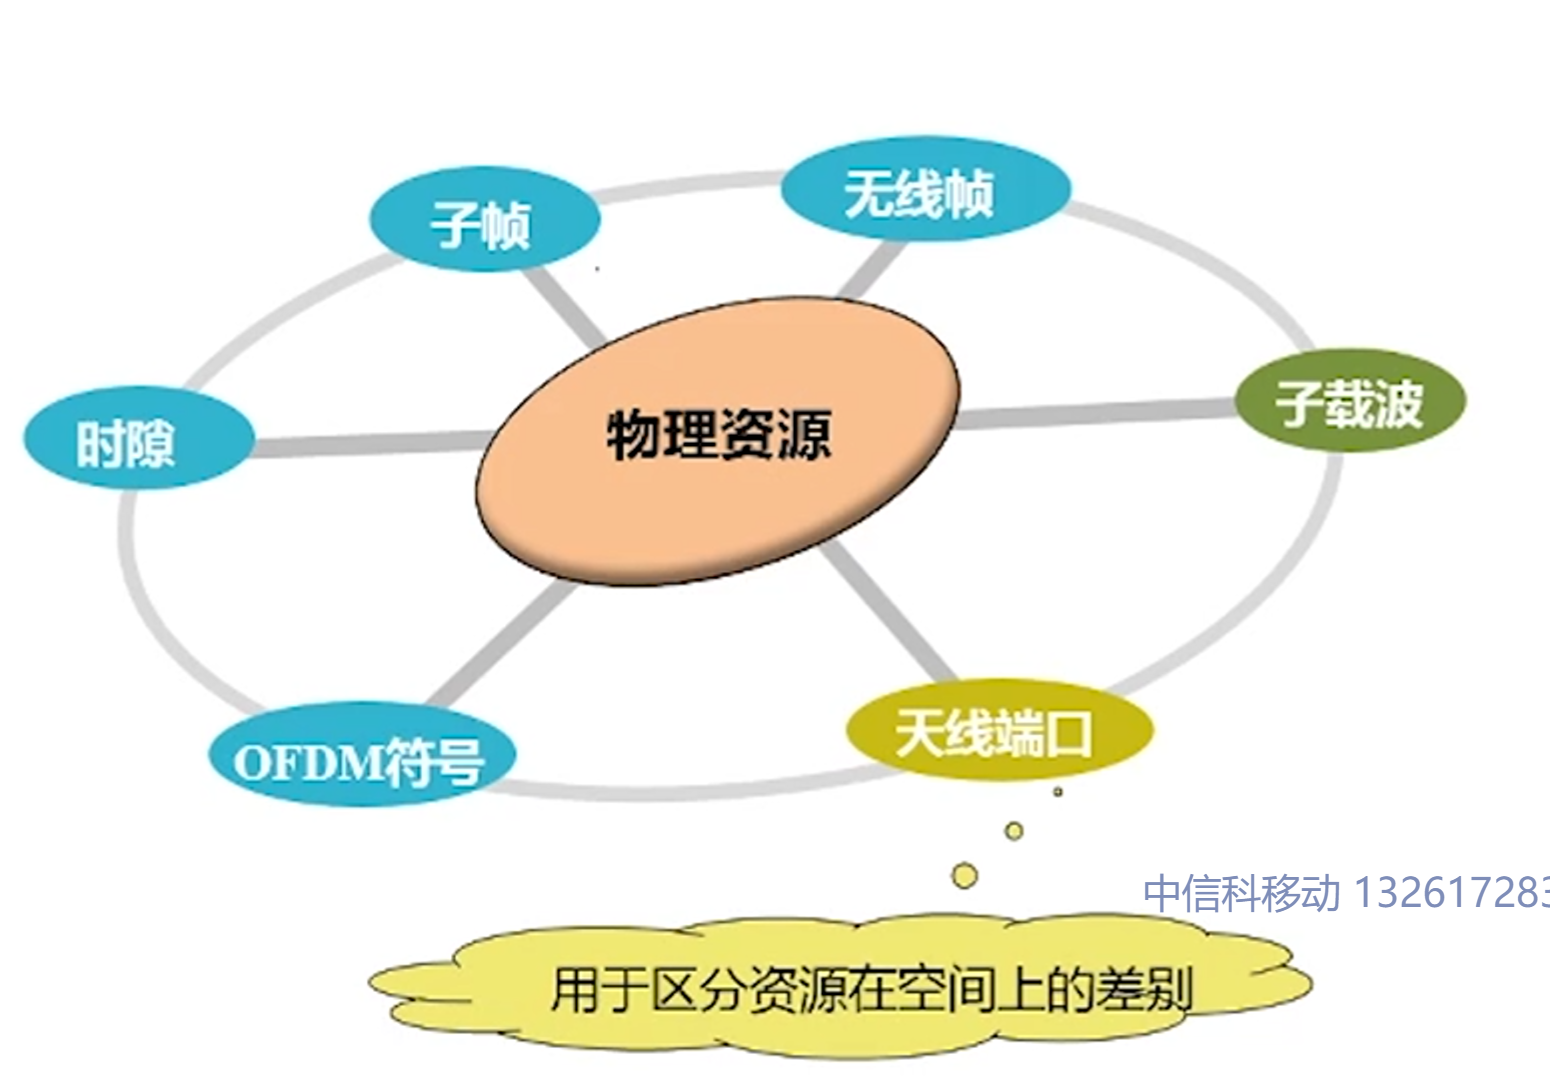 无线帧
子帧
子载波
物理资源
时隙
天线端口
OFDM符号
中信科移动 13261728
用于区分资源在空间上的差别